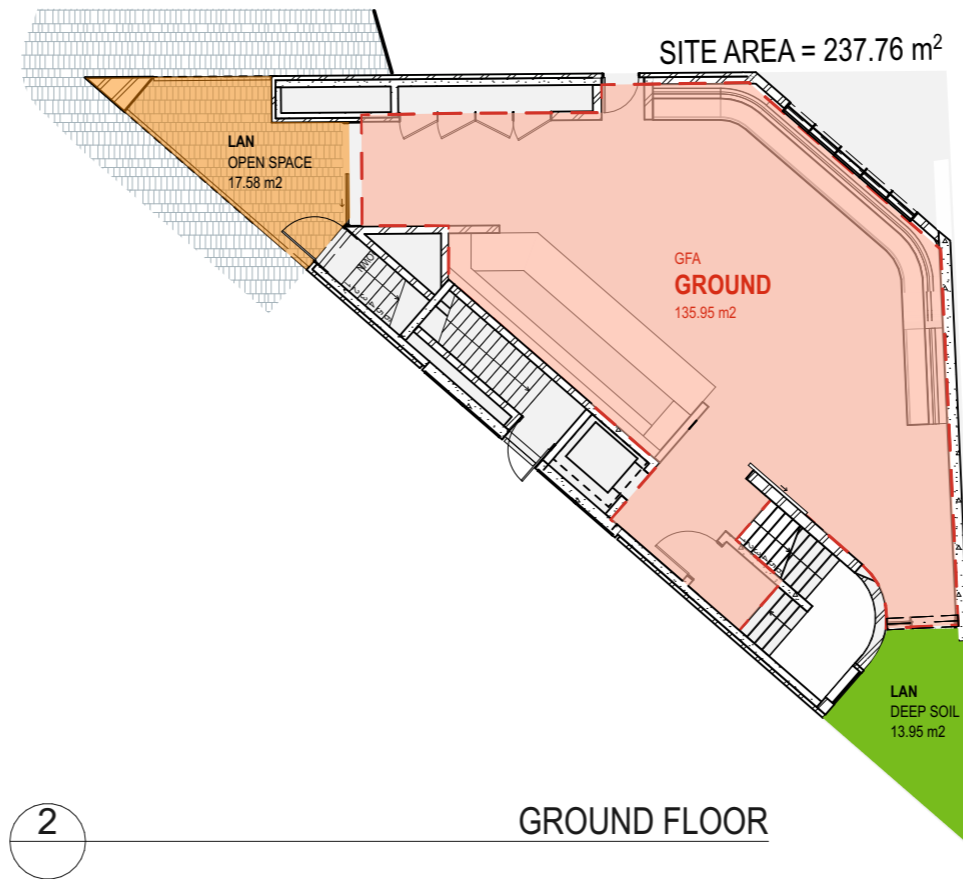 SITE AREA = 237.76 m²
LAN
OPEN SPACE
17.58 m2
DOWN
GFA
GROUND
135.95 m2
LAN
DEEP SOIL
13.95 m2
2
GROUND FLOOR